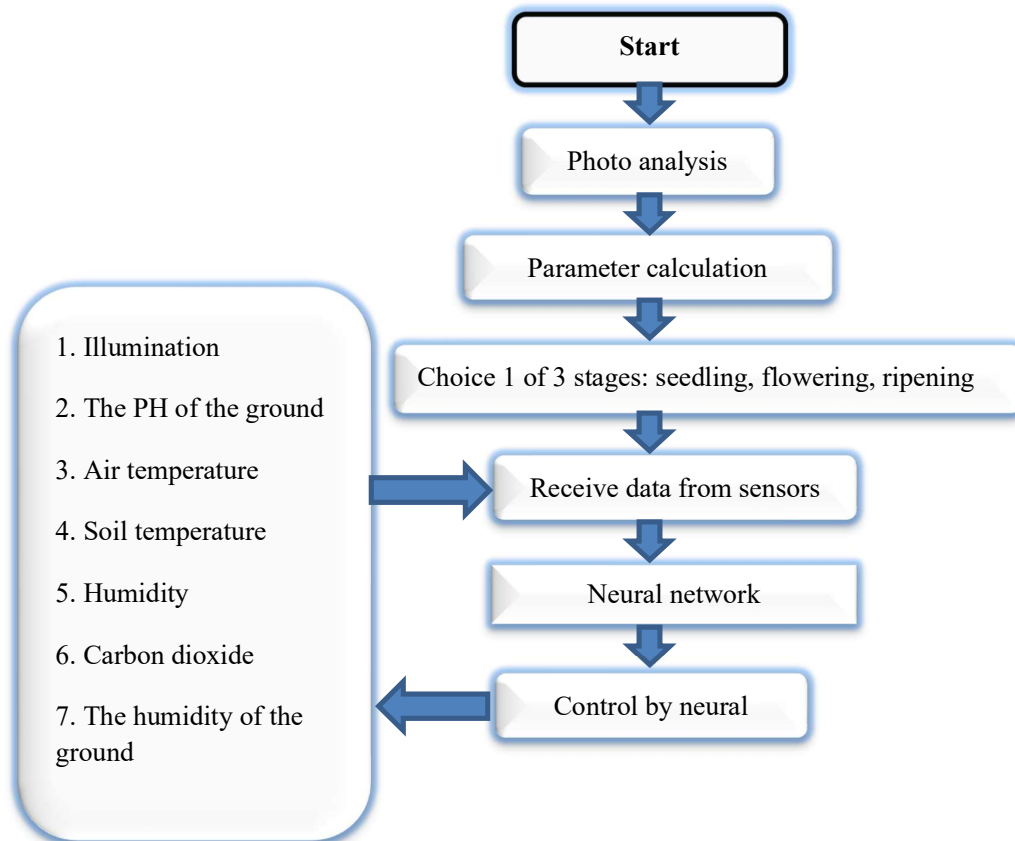 Start
Photo analysis
Parameter calculation
Choice 1 of 3 stages: seedling, flowering, ripening
Receive data from sensors
Neural network
Control by neural
1. Illumination
2. The PH of the ground
3. Air temperature
4. Soil temperature
5. Humidity
6. Carbon dioxide
7. The humidity of the
ground